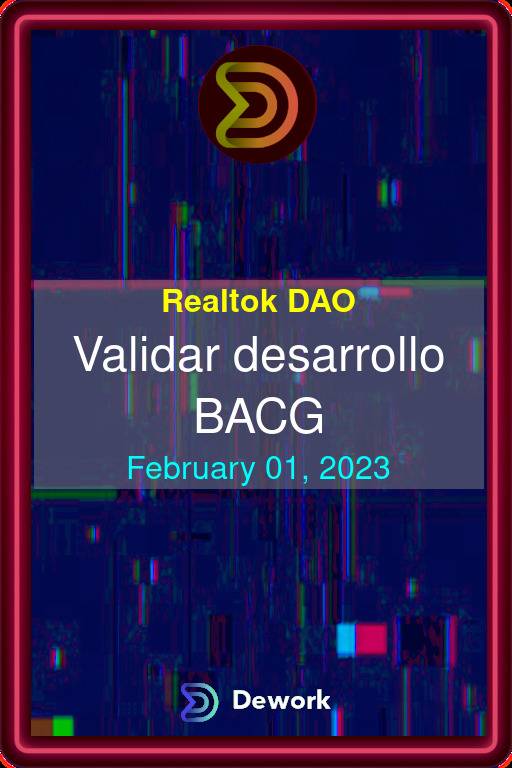 Realtok DAO
Validar desarrollo
BACG
February 01, 2023
Dework